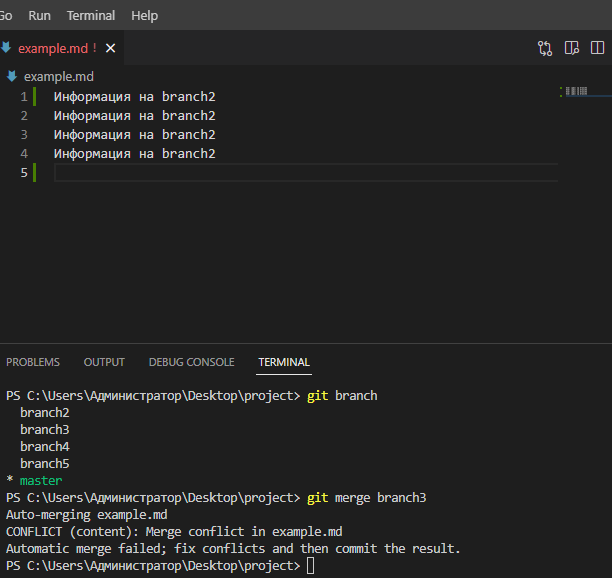 Go Run Terminal Help
example.md !
example.md
1 Информация на branch2
2 Информация на branch2
3 Информация на branch2
4 Информация на branch2
5
PROBLEMS OUTPUT DEBUG CONSOLE TERMINAL
PS C:\Users\Администратор\Desktop\project> git branch
branch2
branch3
branch4
branch5
* master
PS C:\Users\Администратор\Desktop\project> git merge branch3
Auto-merging example.md
CONFLICT (content): Merge conflict in example.md
Automatic merge failed; fix conflicts and then commit the result.
PS C:\Users\Администратор\Desktop\project>